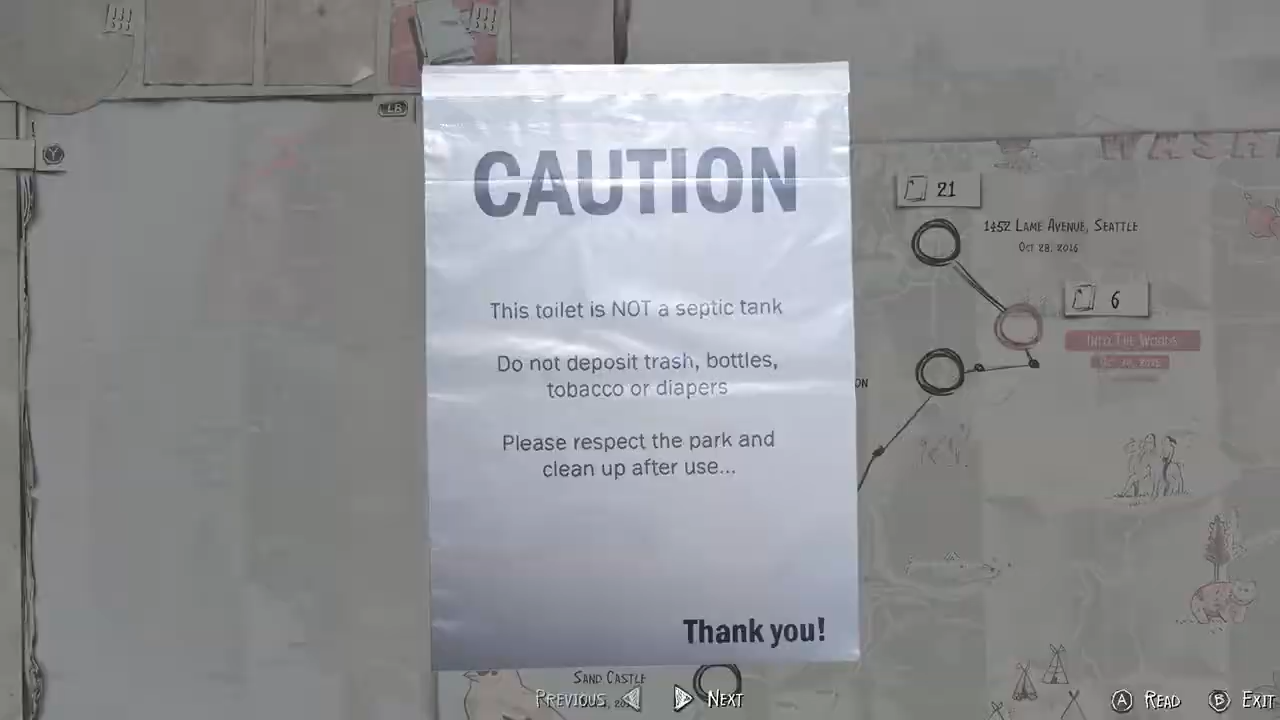 LB
Y
WASH
21
1452 Lame Avenue, Seattle
Oct 28, 2016
6
Into The Woods
CAUTION
This toilet is NOT a septic tank
Do not deposit trash, bottles,
tobacco or diapers
Please respect the park and
clean up after use...
Thank you!
Sand Castle
Previous
Next
A Read
B Exit